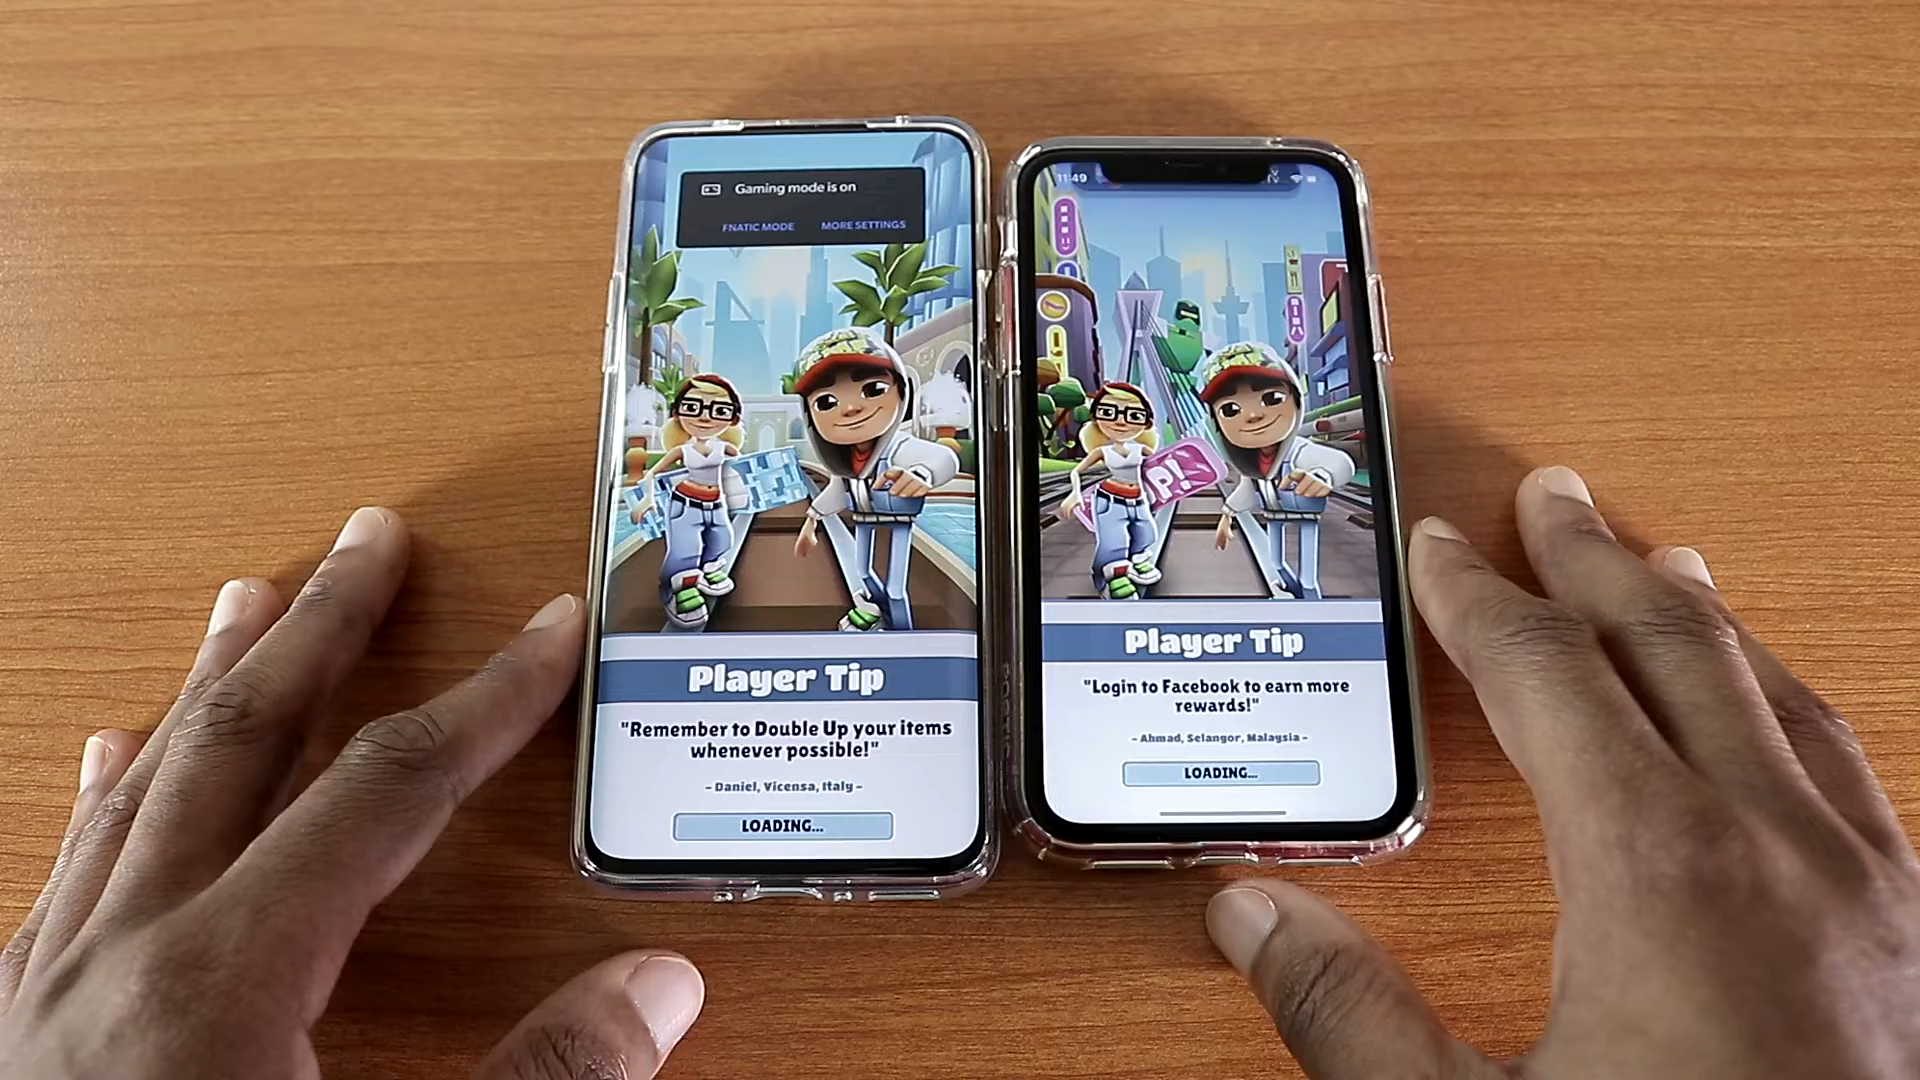 Gaming mode is on
FNATIC MODE
MORE SETTINGS
Player Tip
"Remember to Double Up your items
whenever possible!"
- Daniel, Vicensa, Italy -
LOADING...
11:49
P!
Player Tip
"Login to Facebook to earn more
rewards!"
- Ahmad, Selangor, Malaysia -
LOADING...